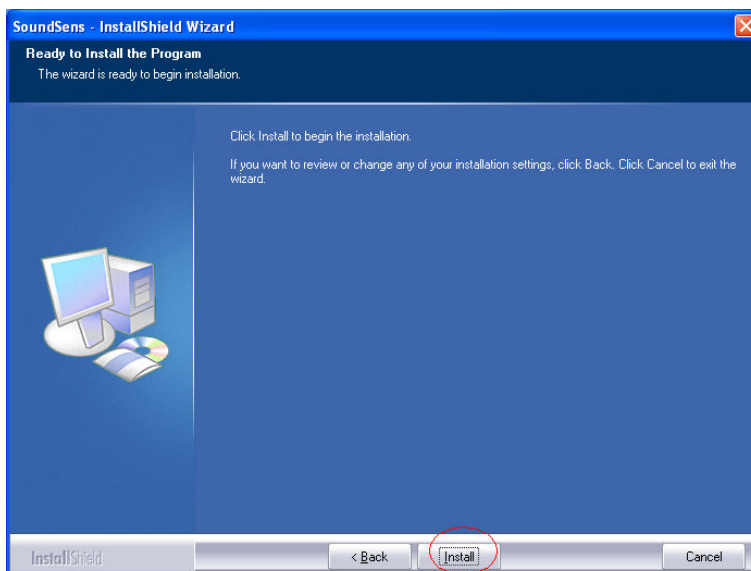 SoundSens - InstallShield Wizard
Ready to Install the Program
The wizard is ready to begin installation.
Click Install to begin the installation.
If you want to review or change any of your installation settings, click Back. Click Cancel to exit the
wizard.
InstallShield
< Back
Install
Cancel